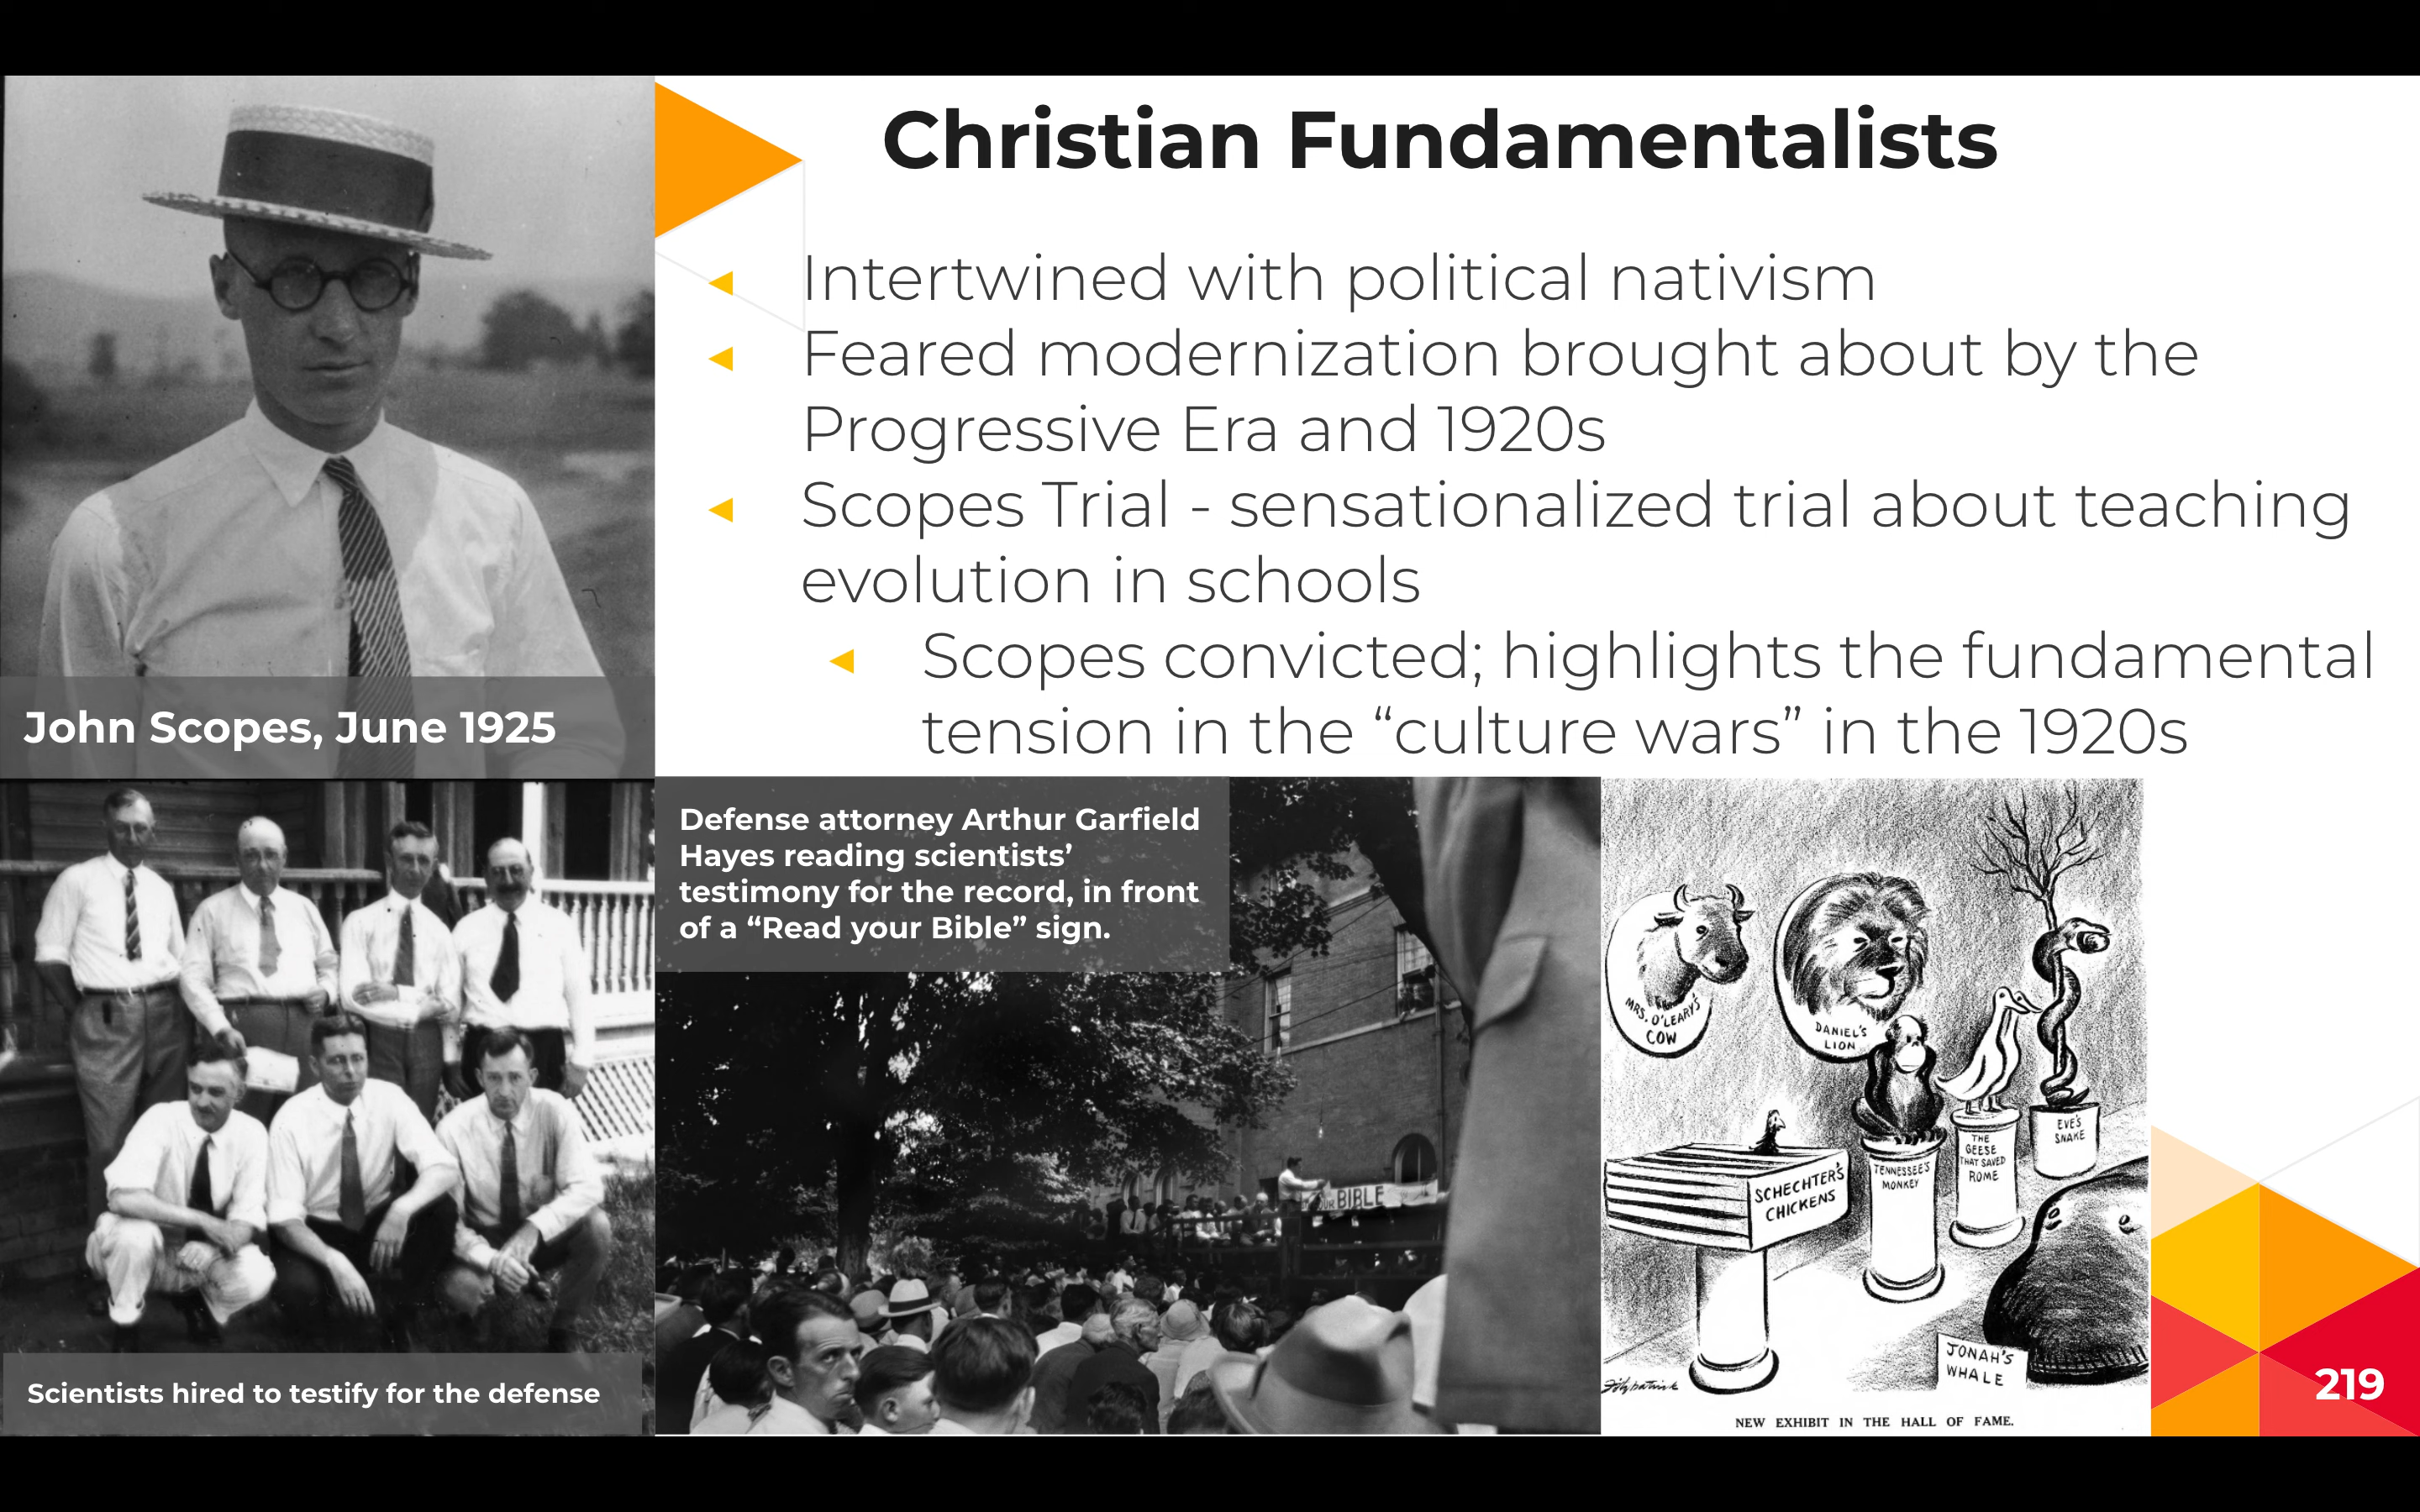 Christian Fundamentalists
Intertwined with political nativism
Feared modernization brought about by the
Progressive Era and 1920s
Scopes Trial - sensationalized trial about teaching
evolution in schools
Scopes convicted; highlights the fundamental
tension in the “culture wars” in the 1920s
John Scopes, June 1925
Scientists hired to testify for the defense
Defense attorney Arthur Garfield
Hayes reading scientists’
testimony for the record, in front
of a “Read your Bible” sign.
BIBLE
MRS. O'LEARY'S
COW
DANIEL'S
LION
SCHECHTER'S
CHICKENS
TENNESSEE'S
MONKEY
THE
GEESE
THAT SAVED
ROME
EVE'S
SNAKE
JONAH'S
WHALE
Fitzpatrick
NEW EXHIBIT IN THE HALL OF FAME.
219